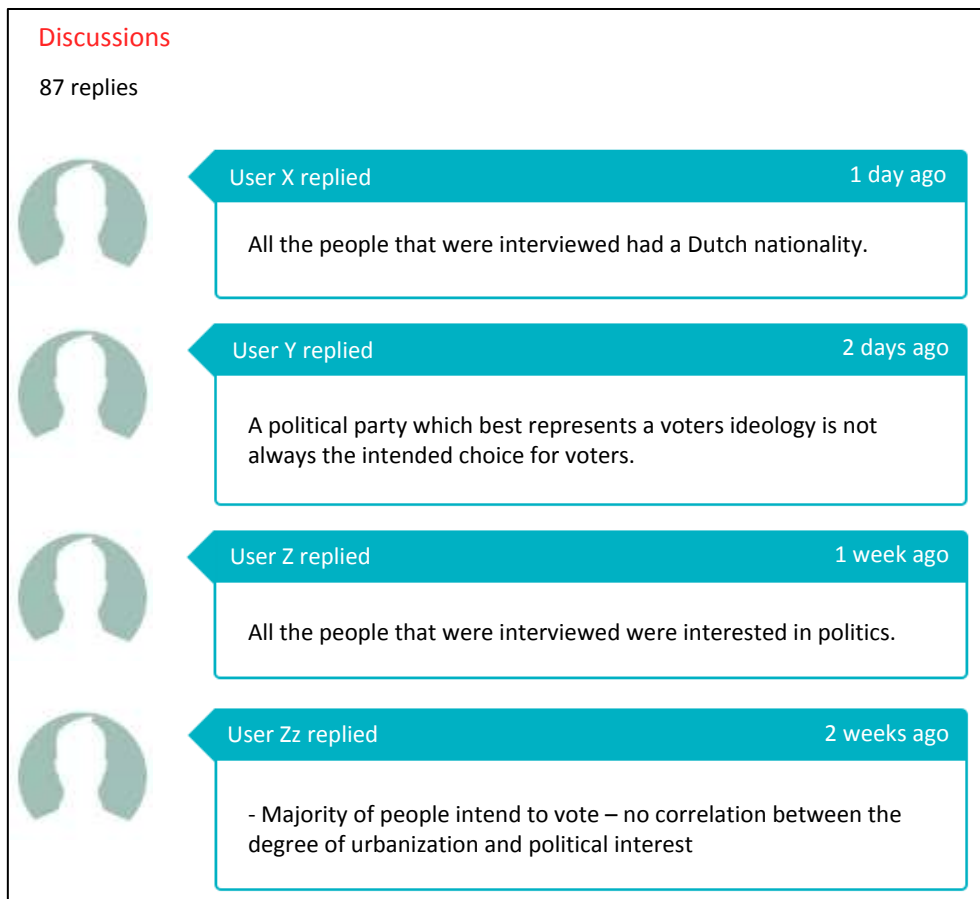 Discussions
87 replies
User X replied 1 day ago
All the people that were interviewed had a Dutch nationality.
User Y replied 2 days ago
A political party which best represents a voters ideology is not
always the intended choice for voters.
User Z replied 1 week ago
All the people that were interviewed were interested in politics.
User Zz replied 2 weeks ago
- Majority of people intend to vote – no correlation between the
degree of urbanization and political interest